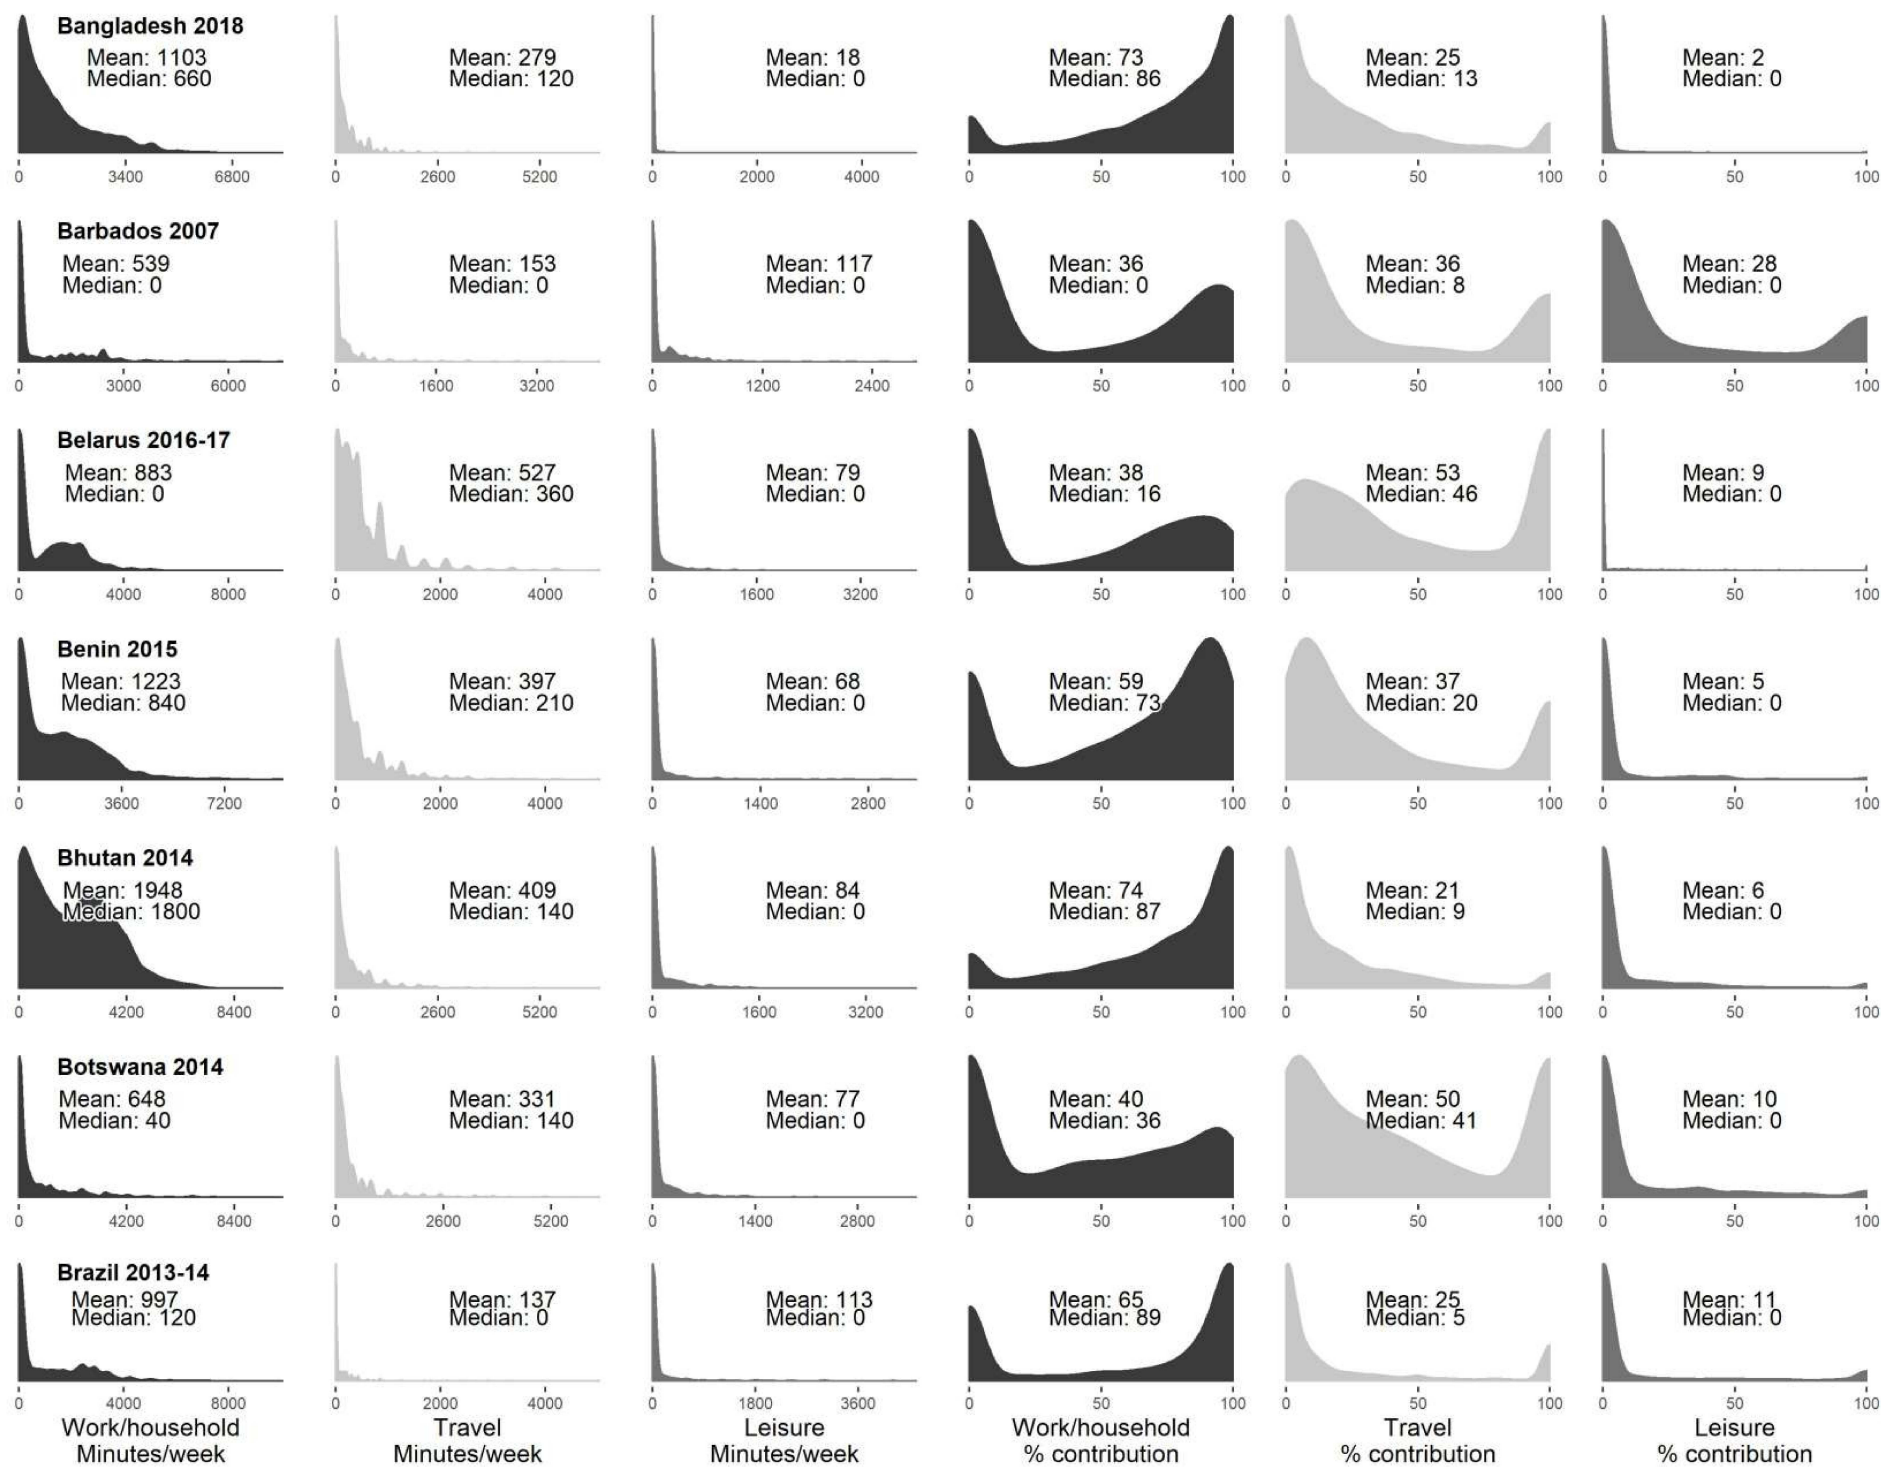 Bangladesh 2018
Mean: 1103 Mean: 279 Mean: 18 Mean: 73 Mean: 25 Mean: 2
Median: 660 Median: 120 Median: 0 Median: 86 Median: 13 Median: 0
0 3400 6800 0 2600 5200 0 2000 4000 0 50 100 0 50 100 0 50 100
Barbados 2007
Mean: 539 Mean: 153 Mean: 117 Mean: 36 Mean: 36 Mean: 28
Median: 0 Median: 0 Median: 0 Median: 0 Median: 8 Median: 0
0 3000 6000 0 1600 3200 0 1200 2400 0 50 100 0 50 100 0 50 100
Belarus 2016-17
Mean: 883 Mean: 527 Mean: 79 Mean: 38 Mean: 53 Mean: 9
Median: 0 Median: 360 Median: 0 Median: 16 Median: 46 Median: 0
0 4000 8000 0 2000 4000 0 1600 3200 0 50 100 0 50 100 0 50 100
Benin 2015
Mean: 1223 Mean: 397 Mean: 68 Mean: 59 Mean: 37 Mean: 5
Median: 840 Median: 210 Median: 0 Median: 73 Median: 20 Median: 0
0 3600 7200 0 2000 4000 0 1400 2800 0 50 100 0 50 100 0 50 100
Bhutan 2014
Mean: 1948 Mean: 409 Mean: 84 Mean: 74 Mean: 21 Mean: 6
Median: 1800 Median: 140 Median: 0 Median: 87 Median: 9 Median: 0
0 4200 8400 0 2600 5200 0 1600 3200 0 50 100 0 50 100 0 50 100
Botswana 2014
Mean: 648 Mean: 331 Mean: 77 Mean: 40 Mean: 50 Mean: 10
Median: 40 Median: 140 Median: 0 Median: 36 Median: 41 Median: 0
0 4200 8400 0 2600 5200 0 1400 2800 0 50 100 0 50 100 0 50 100
Brazil 2013-14
Mean: 997 Mean: 137 Mean: 113 Mean: 65 Mean: 25 Mean: 11
Median: 120 Median: 0 Median: 0 Median: 89 Median: 5 Median: 0
0 4000 8000 0 2000 4000 0 1800 3600 0 50 100 0 50 100 0 50 100
Work/household Travel Leisure Work/household Travel Leisure
Minutes/week Minutes/week Minutes/week % contribution % contribution % contribution